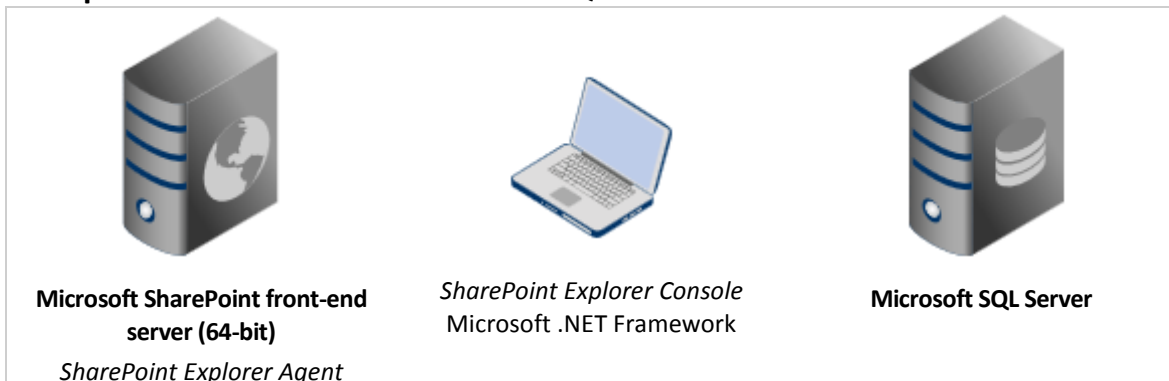 Microsoft SharePoint front-end
server (64-bit)
SharePoint Explorer Agent
SharePoint Explorer Console
Microsoft .NET Framework
Microsoft SQL Server